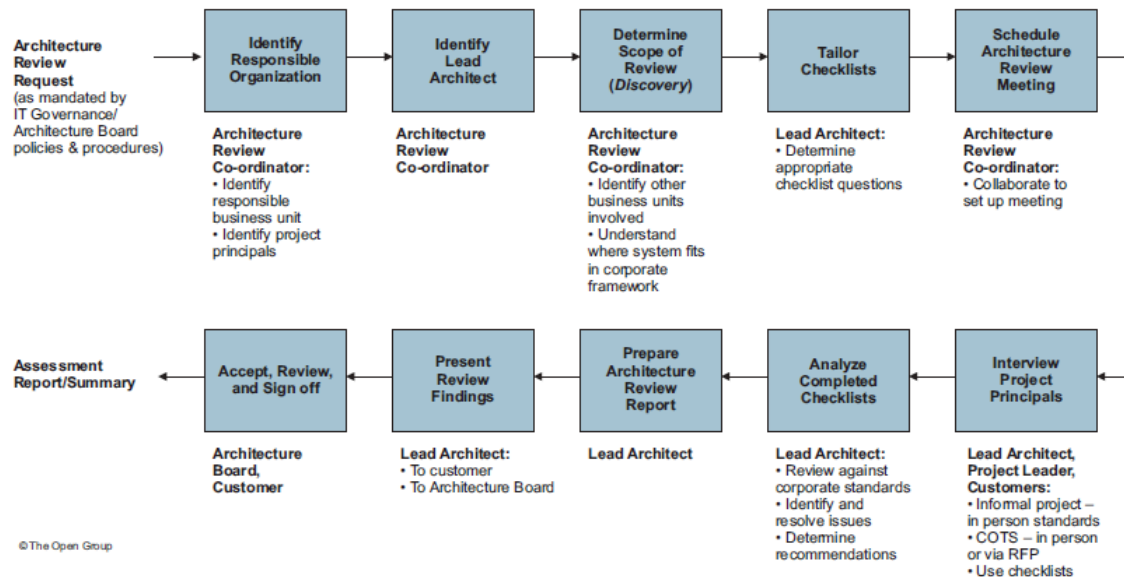 Architecture
Review
Request
(as mandated by
IT Governance/
Architecture Board
policies & procedures)
Identify
Responsible
Organization
Identify
Lead
Architect
Determine
Scope of
Review
(Discovery)
Tailor
Checklists
Schedule
Architecture
Review
Meeting
Architecture
Review
Co-ordinator:
• Identify
responsible
business unit
• Identify project
principals
Architecture
Review
Co-ordinator
Architecture
Review
Co-ordinator:
• Identify other
business units
involved
• Understand
where system fits
in corporate
framework
Lead Architect:
• Determine
appropriate
checklist questions
Architecture
Review
Co-ordinator:
• Collaborate to
set up meeting
Assessment
Report/Summary
Accept, Review,
and Sign off
Present
Review
Findings
Prepare
Architecture
Review
Report
Analyze
Completed
Checklists
Interview
Project
Principals
Architecture
Board,
Customer
Lead Architect:
• To customer
• To Architecture Board
Lead Architect
Lead Architect:
• Review against
corporate standards
• Identify and
resolve issues
• Determine
recommendations
Lead Architect,
Project Leader,
Customers:
• Informal project –
in person standards
• COTS – in person
or via RFP
• Use checklists
© The Open Group